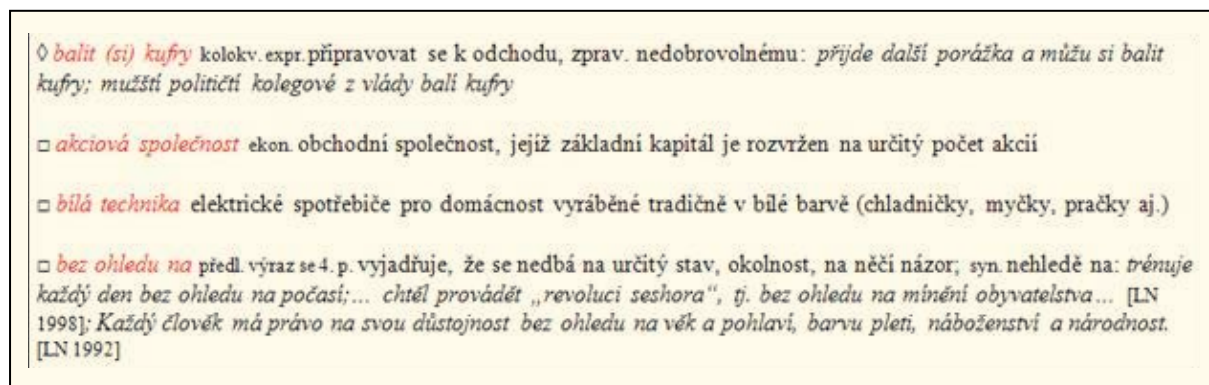 ◊ balit (si) kufry kolokv. expr. připravovat se k odchodu, zprav. nedobrovolnému: přijde další porážka a můžu si balit
kufry; mužští političtí kolegové z vlády balí kufry
□ akciová společnost ekon. obchodní společnost, jejíž základní kapitál je rozvržen na určitý počet akcií
□ bílá technika elektrické spotřebiče pro domácnost vyráběné tradičně v bílé barvě (chladničky, myčky, pračky aj.)
□ bez ohledu na předl. výraz se 4. p. vyjadřuje, že se nedbá na určitý stav, okolnost, na něčí názor; syn. nehledě na: trénuje
každý den bez ohledu na počasí;… chtěl provádět „revoluci seshora“, tj. bez ohledu na mínění obyvatelstva… [LN
1998]; Každý člověk má právo na svou důstojnost bez ohledu na věk a pohlaví, barvu pleti, náboženství a národnost.
[LN 1992]